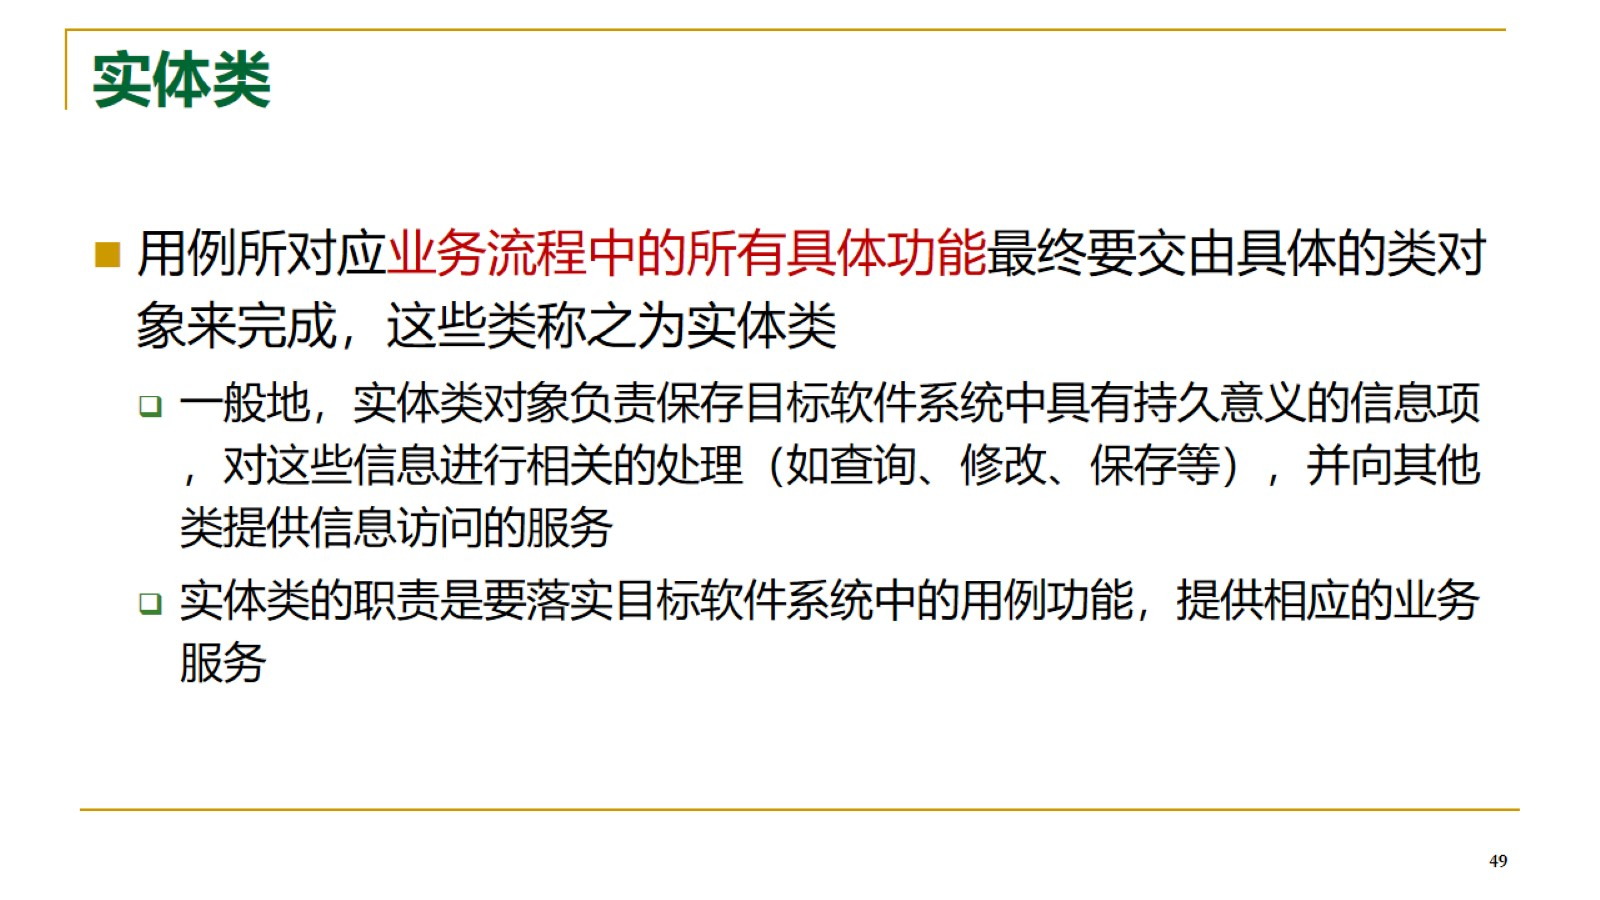 实体类
用例所对应业务流程中的所有具体功能最终要交由具体的类对
象来完成，这些类称之为实体类
一般地，实体类对象负责保存目标软件系统中具有持久意义的信息项
，对这些信息进行相关的处理（如查询、修改、保存等），并向其他
类提供信息访问的服务
实体类的职责是要落实目标软件系统中的用例功能，提供相应的业务
服务
49